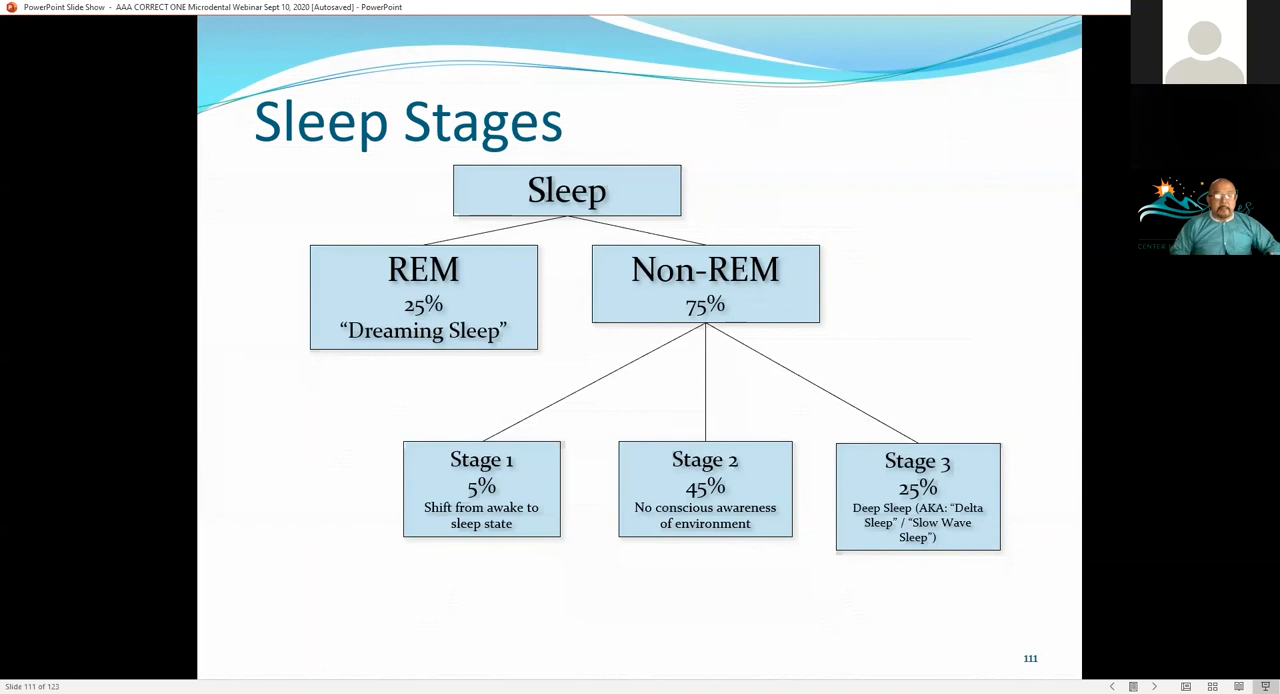 PowerPoint Slide Show - AAA CORRECT ONE Microdental Webinar Sept 10, 2020 [Autosaved] - PowerPoint
Sleep Stages
Sleep
REM
25%
“Dreaming Sleep”
Non-REM
75%
Stage 1
5%
Shift from awake to
sleep state
Stage 2
45%
No conscious awareness
of environment
Stage 3
25%
Deep Sleep (AKA: “Delta
Sleep” / “Slow Wave
Sleep”)
111
CENTER
Slide 111 of 123